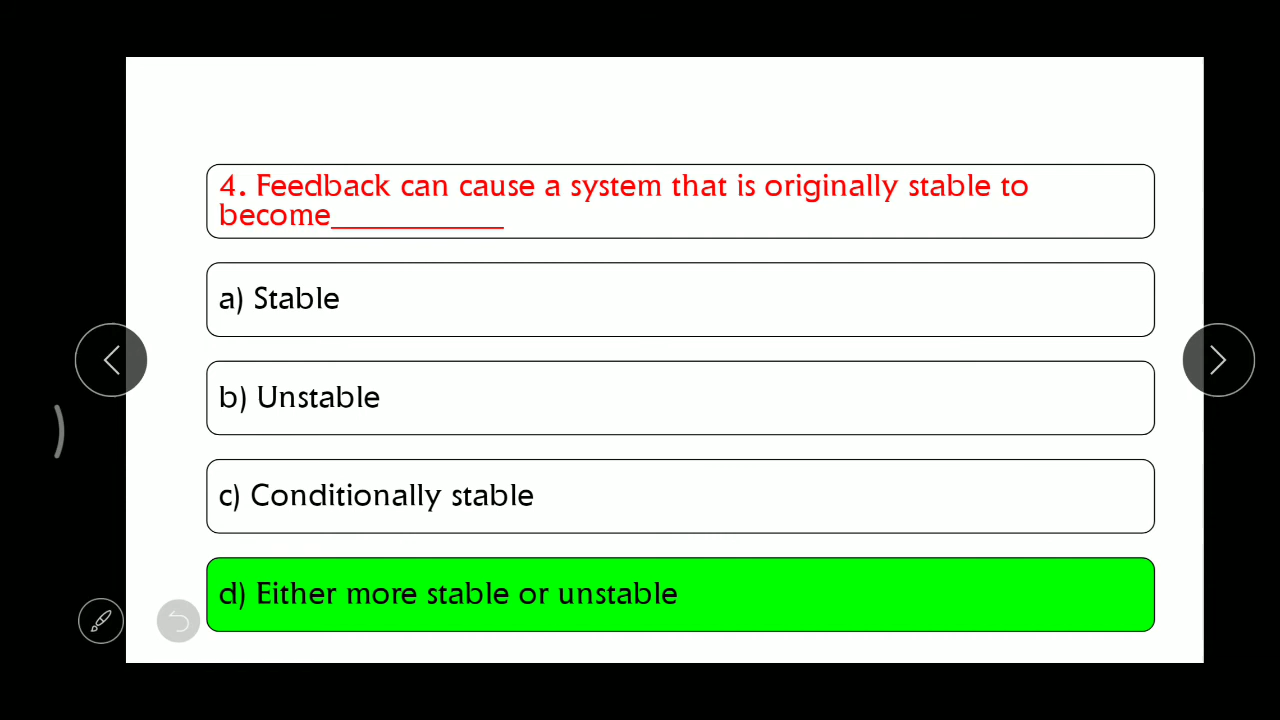 4. Feedback can cause a system that is originally stable to
become___________
a) Stable
b) Unstable
c) Conditionally stable
d) Either more stable or unstable